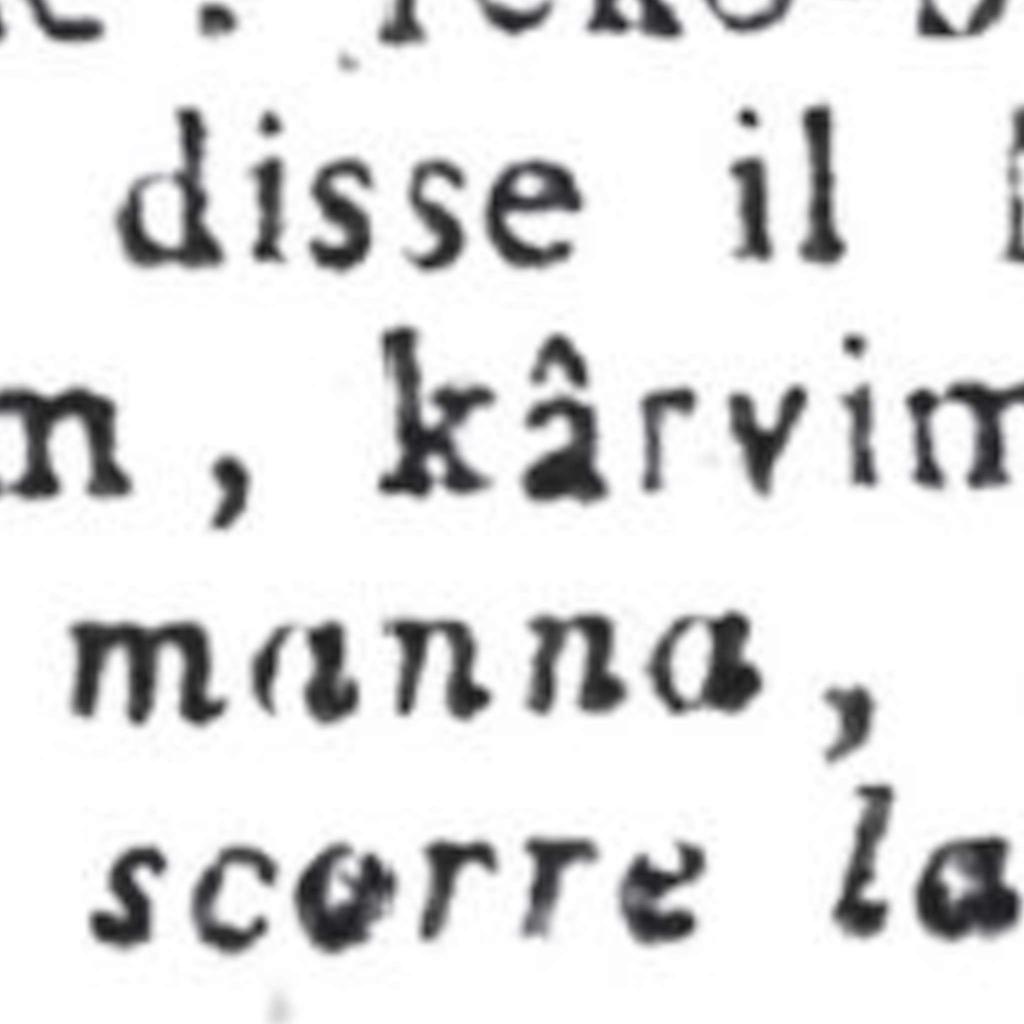 disse il
, kârvim
manna,
scorre la